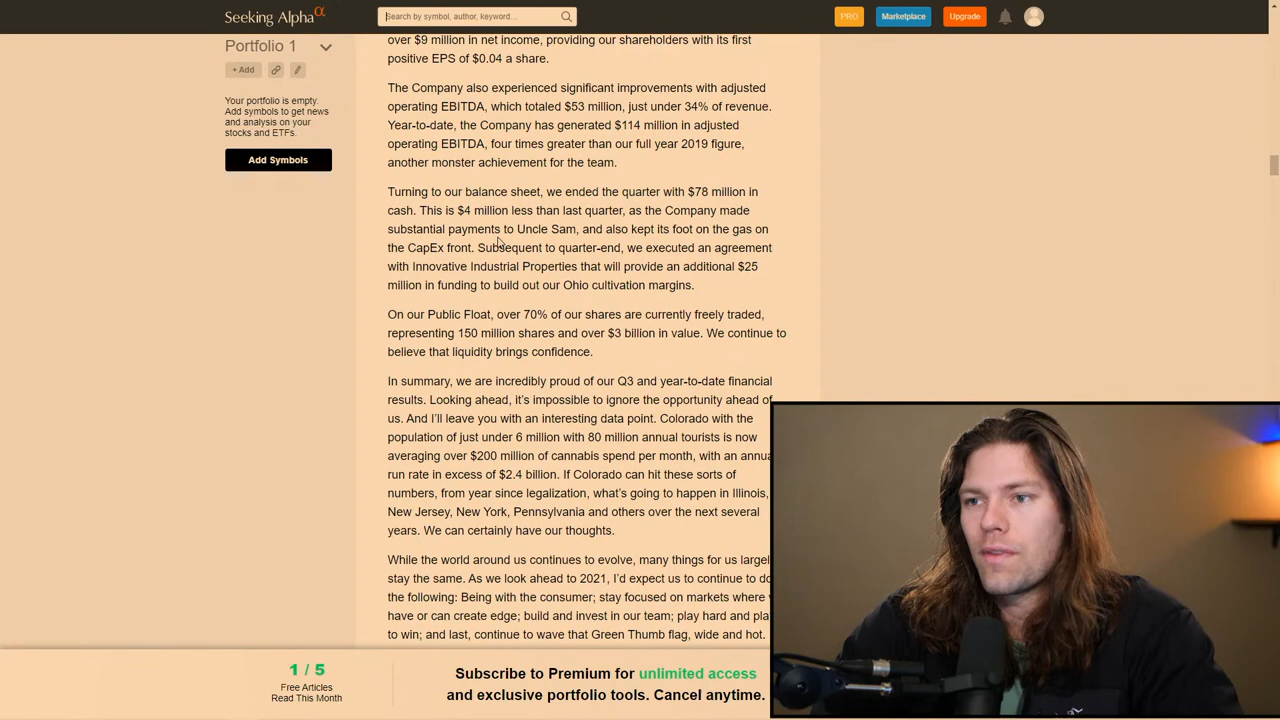 Seeking Alpha α
Search by symbol, author, keyword...
PRO
Marketplace
Upgrade
Portfolio 1
+ Add
Your portfolio is empty.
Add symbols to get news
and analysis on your
stocks and ETFs.
Add Symbols
over $9 million in net income, providing our shareholders with its first
positive EPS of $0.04 a share.
The Company also experienced significant improvements with adjusted
operating EBITDA, which totaled $53 million, just under 34% of revenue.
Year-to-date, the Company has generated $114 million in adjusted
operating EBITDA, four times greater than our full year 2019 figure,
another monster achievement for the team.
Turning to our balance sheet, we ended the quarter with $78 million in
cash. This is $4 million less than last quarter, as the Company made
substantial payments to Uncle Sam, and also kept its foot on the gas on
the CapEx front. Subsequent to quarter-end, we executed an agreement
with Innovative Industrial Properties that will provide an additional $25
million in funding to build out our Ohio cultivation margins.
On our Public Float, over 70% of our shares are currently freely traded,
representing 150 million shares and over $3 billion in value. We continue to
believe that liquidity brings confidence.
In summary, we are incredibly proud of our Q3 and year-to-date financial
results. Looking ahead, it's impossible to ignore the opportunity ahead of
us. And I'll leave you with an interesting data point. Colorado with the
population of just under 6 million with 80 million annual tourists is now
averaging over $200 million of cannabis spend per month, with an annua
run rate in excess of $2.4 billion. If Colorado can hit these sorts of
numbers, from year since legalization, what's going to happen in Illinois,
New Jersey, New York, Pennsylvania and others over the next several
years. We can certainly have our thoughts.
While the world around us continues to evolve, many things for us largel
stay the same. As we look ahead to 2021, I'd expect us to continue to do
the following: Being with the consumer; stay focused on markets where
have or can create edge; build and invest in our team; play hard and pla
to win; and last, continue to wave that Green Thumb flag, wide and hot.
1 / 5
Free Articles
Read This Month
Subscribe to Premium for unlimited access
and exclusive portfolio tools. Cancel anytime.